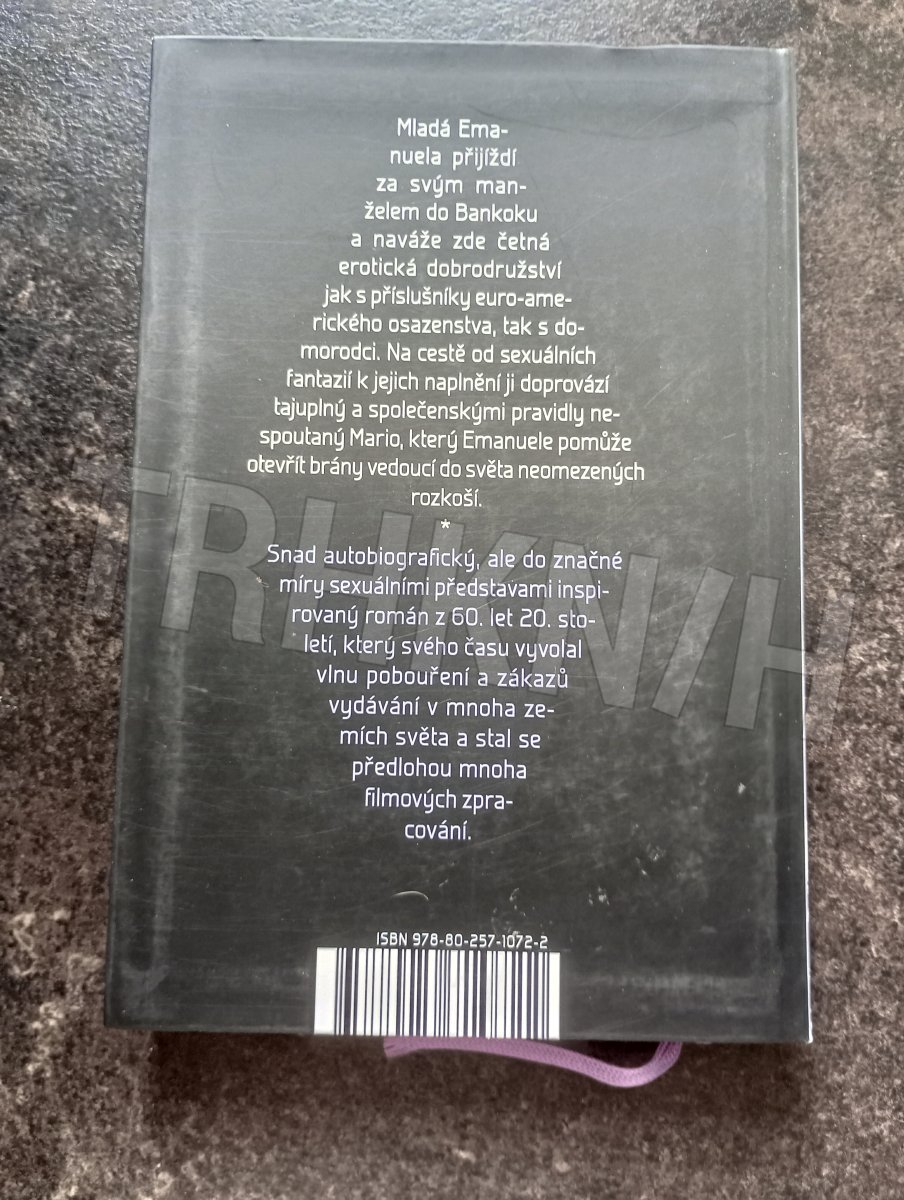 Mladá Ema-
nuela přijíždí
za svým man-
želem do Bankoku
a naváže zde četná
erotická dobrodružství
jak s příslušníky euro-ame-
rického osazenstva, tak s do-
morodci. Na cestě od sexuálních
fantazií k jejich naplnění ji doprovází
tajuplný a společenskými pravidly ne-
spoutaný Mario, který Emanuele pomůže
otevřít brány vedoucí do světa neomezených
rozkoší.
*
Snad autobiografický, ale do značné
míry sexuálními představami inspi-
rovaný román z 60. let 20. sto-
letí, který svého času vyvolal
vlnu pobouření a zákazů
vydávání v mnoha ze-
mích světa a stal se
předlohou mnoha
filmových zpra-
cování.
ISBN 978-80-257-1072-2
TRHKNIH